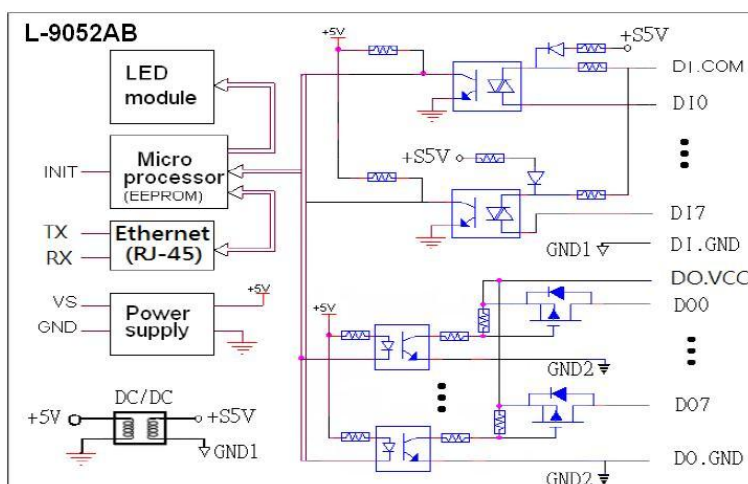 L-9052AB
LED
module
Micro
processor
(EEPROM)
INIT
TX
RX
Ethernet
(RJ-45)
VS
GND
Power
supply
+5V
DC/DC
+5V
+S5V
GND1
+5V
+S5V
DI.COM
DI0
+S5V
DI7
GND1
DI.GND
DO.VCC
+5V
DO0
GND2
DO7
DO.GND
GND2